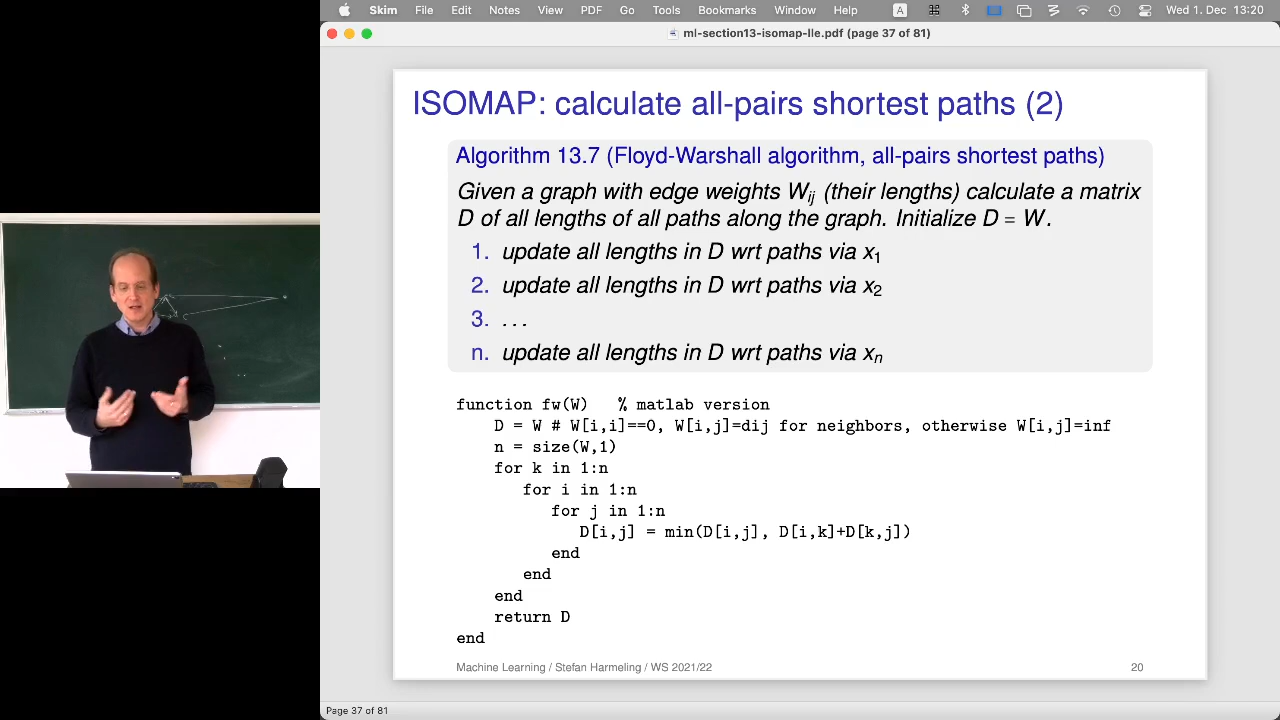 Skim File Edit Notes View PDF Go Tools Bookmarks Window Help A Wed 1. Dec 13:20
ml-section13-isomap-lle.pdf (page 37 of 81)
ISOMAP: calculate all-pairs shortest paths (2)
Algorithm 13.7 (Floyd-Warshall algorithm, all-pairs shortest paths)
Given a graph with edge weights Wij (their lengths) calculate a matrix
D of all lengths of all paths along the graph. Initialize D = W.
1. update all lengths in D wrt paths via x1
2. update all lengths in D wrt paths via x2
3. ...
n. update all lengths in D wrt paths via xn
function fw(W) % matlab version
D = W # W[i,i]==0, W[i,j]=dij for neighbors, otherwise W[i,j]=inf
n = size(W,1)
for k in 1:n
for i in 1:n
for j in 1:n
D[i,j] = min(D[i,j], D[i,k]+D[k,j])
end
end
end
return D
end
Machine Learning / Stefan Harmeling / WS 2021/22 20
Page 37 of 81